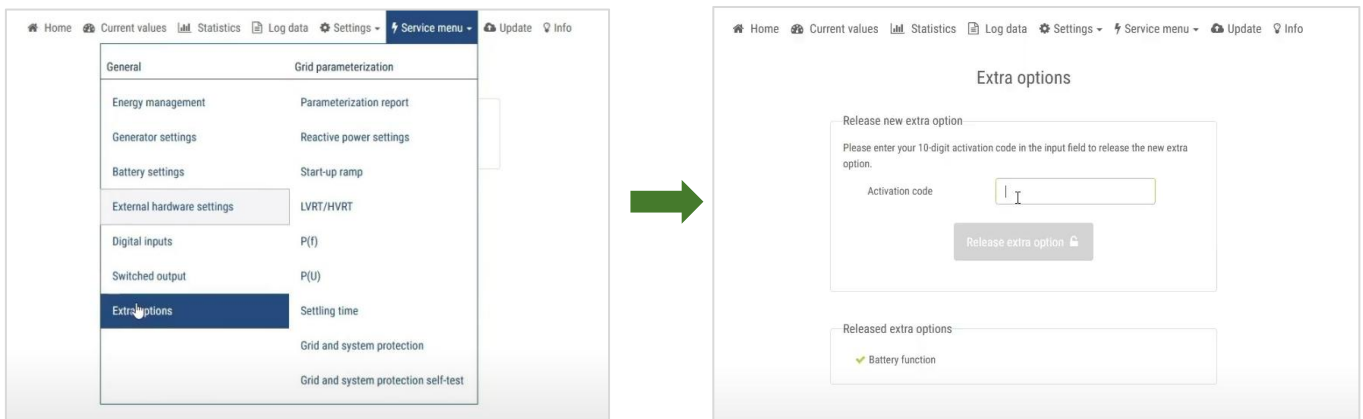 Home Current values Statistics Log data Settings Service menu Update Info
General
Energy management
Generator settings
Battery settings
External hardware settings
Digital inputs
Switched output
Extra options
Grid parameterization
Parameterization report
Reactive power settings
Start-up ramp
LVRT/HVRT
P(f)
P(U)
Settling time
Grid and system protection
Grid and system protection self-test
Home Current values Statistics Log data Settings Service menu Update Info
Extra options
Release new extra option
Please enter your 10-digit activation code in the input field to release the new extra
option.
Activation code
Release extra option
Released extra options
Battery function